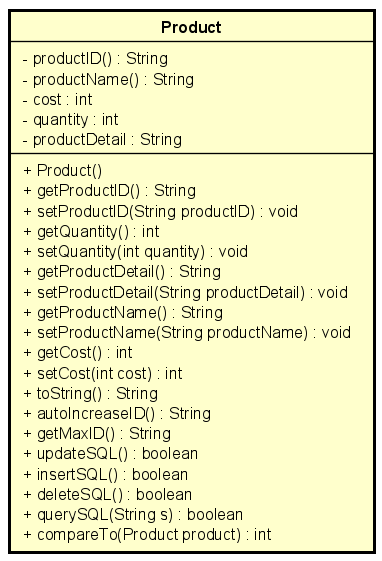 Product
- productID() : String
- productName() : String
- cost : int
- quantity : int
- productDetail : String
+ Product()
+ getProductID() : String
+ setProductID(String productID) : void
+ getQuantity() : int
+ setQuantity(int quantity) : void
+ getProductDetail() : String
+ setProductDetail(String productDetail) : void
+ getProductName() : String
+ setProductName(String productName) : void
+ getCost() : int
+ setCost(int cost) : int
+ toString() : String
+ autoIncreaseID() : String
+ getMaxID() : String
+ updateSQL() : boolean
+ insertSQL() : boolean
+ deleteSQL() : boolean
+ querySQL(String s) : boolean
+ compareTo(Product product) : int